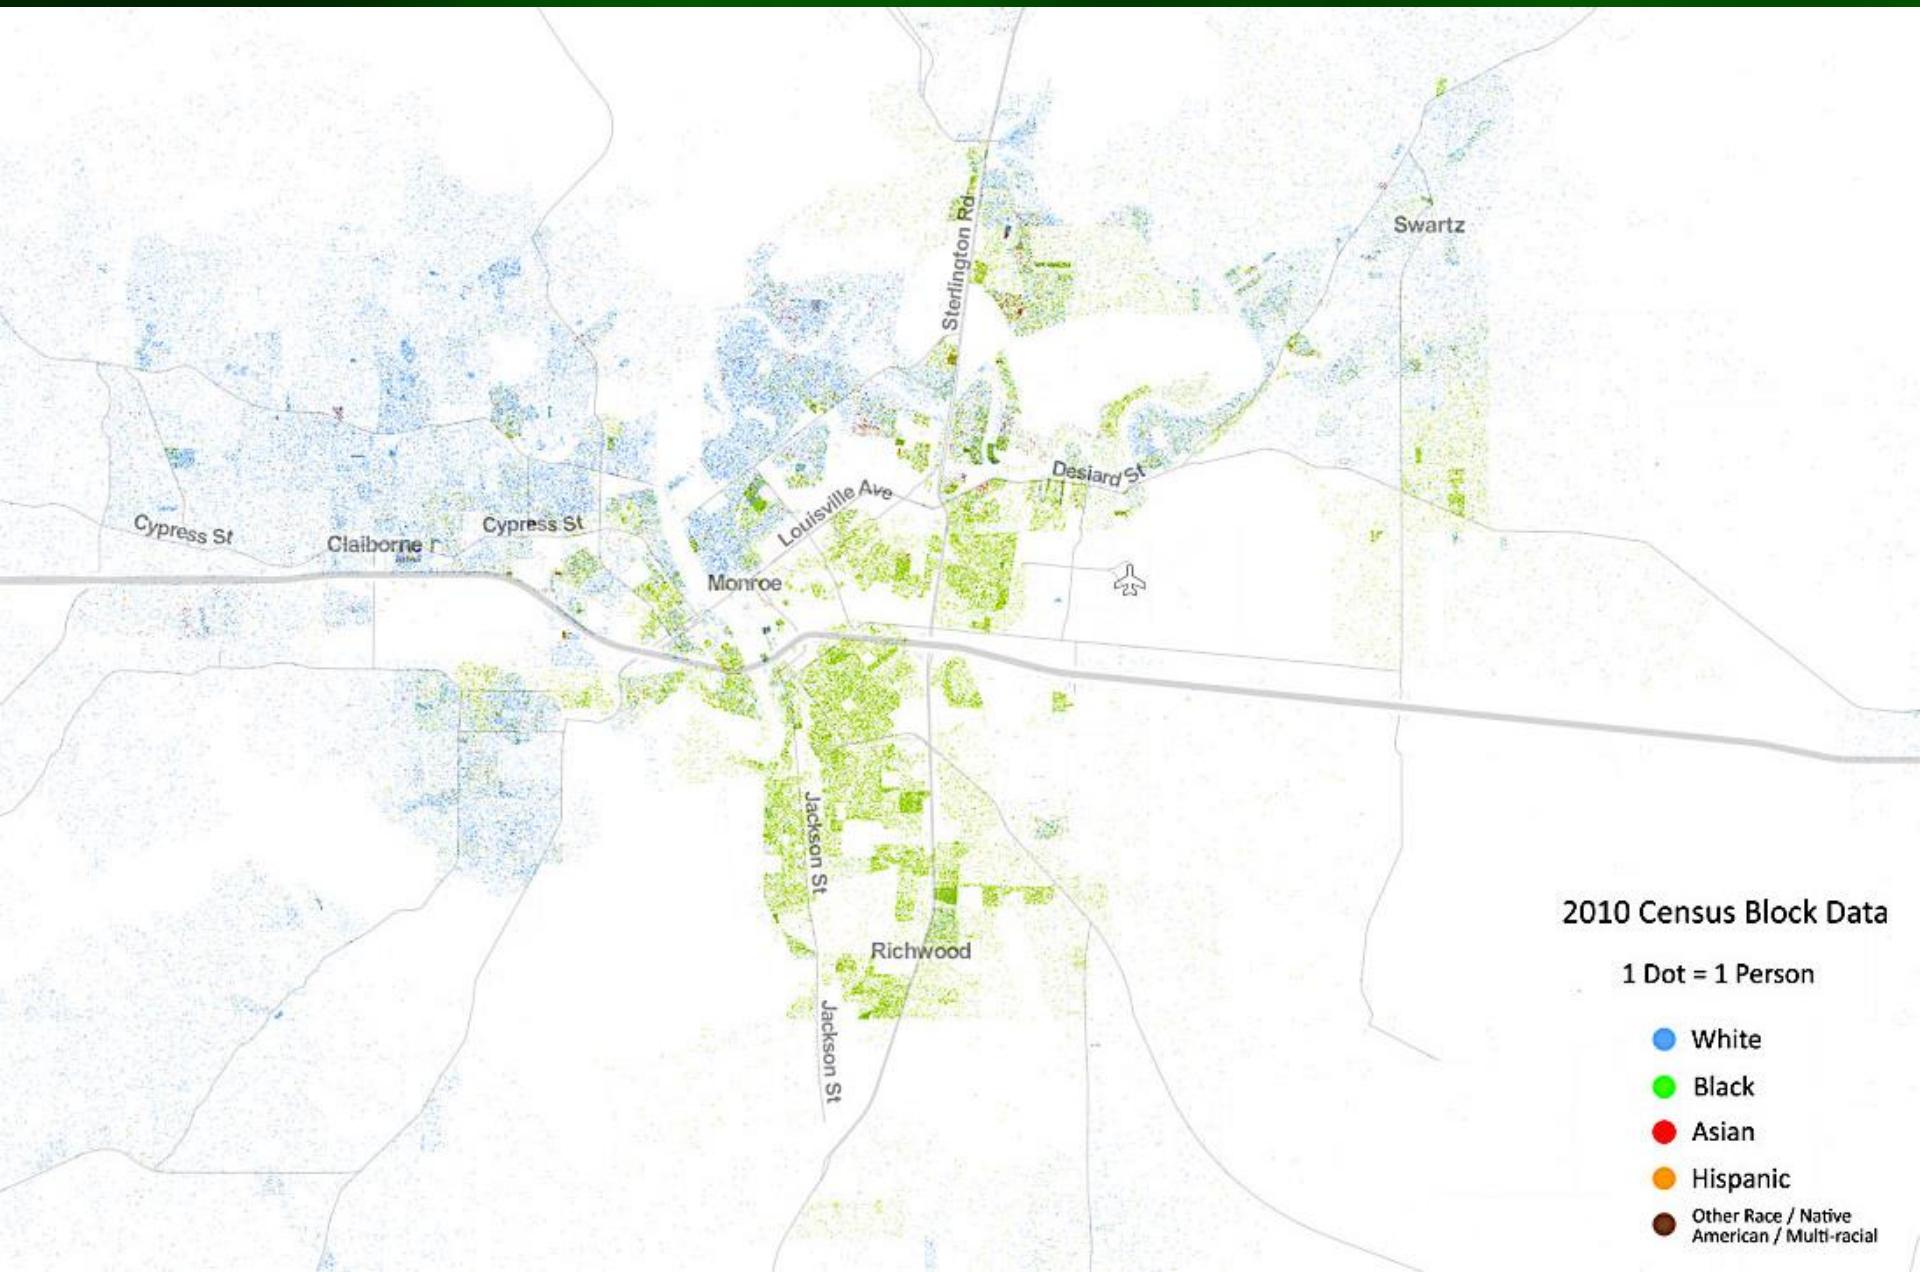 Sterlington Rd
Swartz
Desiard St
Louisville Ave
Cypress St
Cypress St
Claiborne
Monroe
Jackson St
Richwood
Jackson St
2010 Census Block Data
1 Dot = 1 Person
White
Black
Asian
Hispanic
Other Race / Native
American / Multi-racial